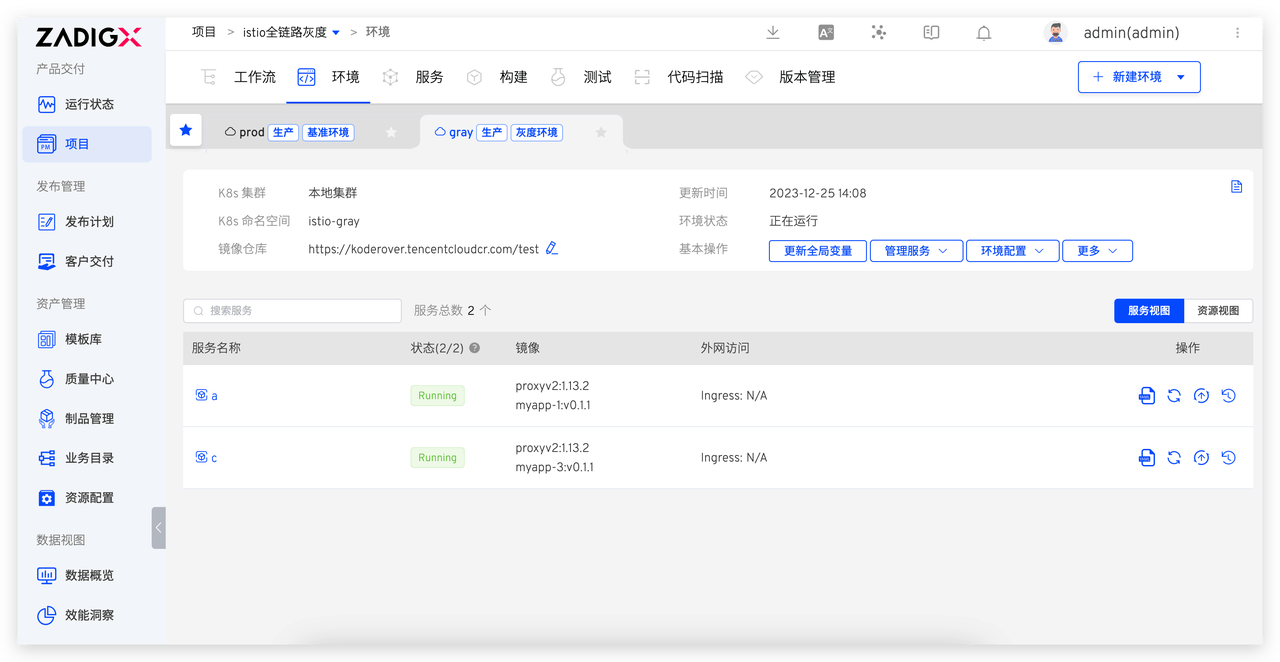 ZADIGX
产品交付
运行状态
项目
发布管理
发布计划
客户交付
资产管理
模板库
质量中心
制品管理
业务目录
资源配置
数据视图
数据概览
效能洞察
项目 > istio全链路灰度 > 环境
admin(admin)
工作流 环境 服务 构建 测试 代码扫描 版本管理
+ 新建环境
prod 生产 基准环境
gray 生产 灰度环境
K8s 集群 本地集群 更新时间 2023-12-25 14:08
K8s 命名空间 istio-gray 环境状态 正在运行
镜像仓库 https://koderover.tencentcloudcr.com/test 基本操作 更新全局变量 管理服务 环境配置 更多
搜索服务 服务总数 2 个 服务视图 资源视图
服务名称 状态(2/2) 镜像 外网访问 操作
a Running proxyv2:1.13.2 Ingress: N/A
myapp-1:v0.1.1
c Running proxyv2:1.13.2 Ingress: N/A
myapp-3:v0.1.1